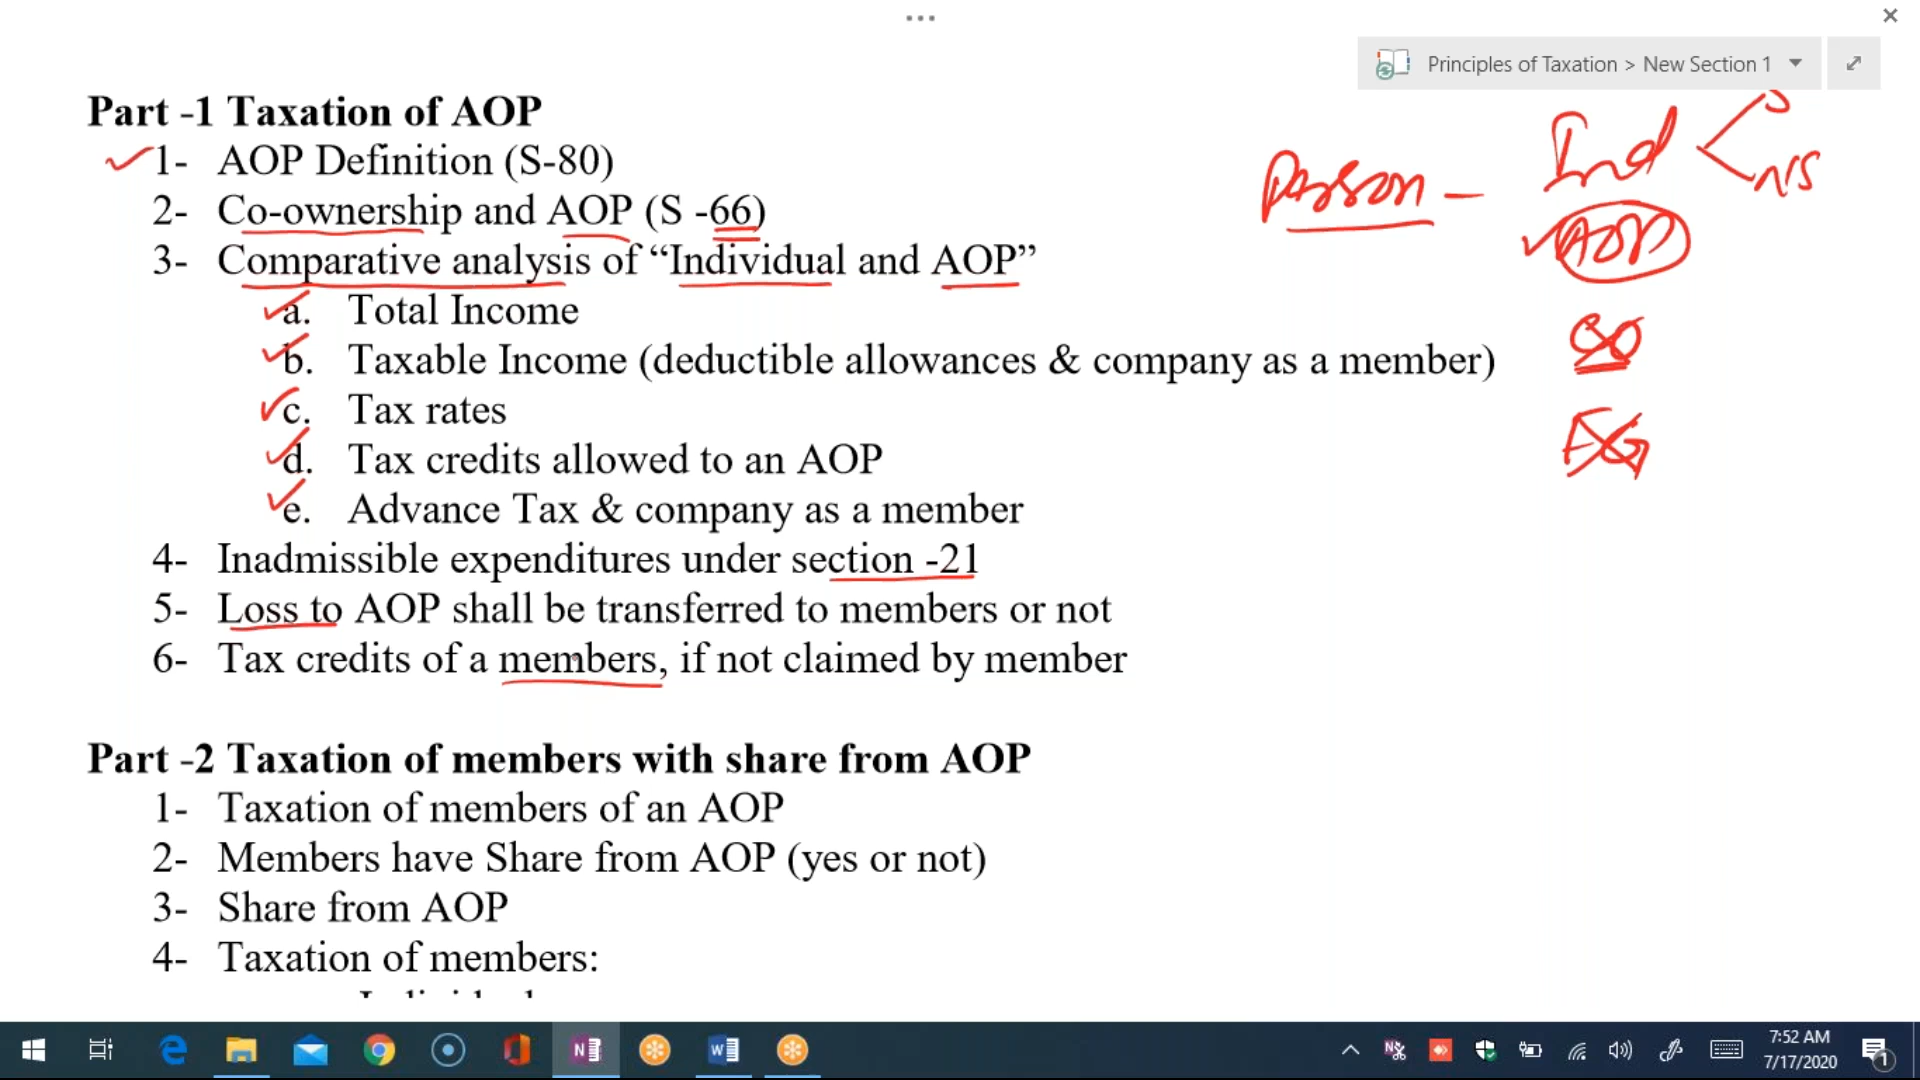 Principles of Taxation > New Section 1
Part -1 Taxation of AOP
1- AOP Definition (S-80)
2- Co-ownership and AOP (S -66)
3- Comparative analysis of “Individual and AOP”
a. Total Income
b. Taxable Income (deductible allowances & company as a member)
c. Tax rates
d. Tax credits allowed to an AOP
e. Advance Tax & company as a member
4- Inadmissible expenditures under section -21
5- Loss to AOP shall be transferred to members or not
6- Tax credits of a members, if not claimed by member
Part -2 Taxation of members with share from AOP
1- Taxation of members of an AOP
2- Members have Share from AOP (yes or not)
3- Share from AOP
4- Taxation of members:
Person - Ind
S
NS
AOP
7:52 AM
7/17/2020
1